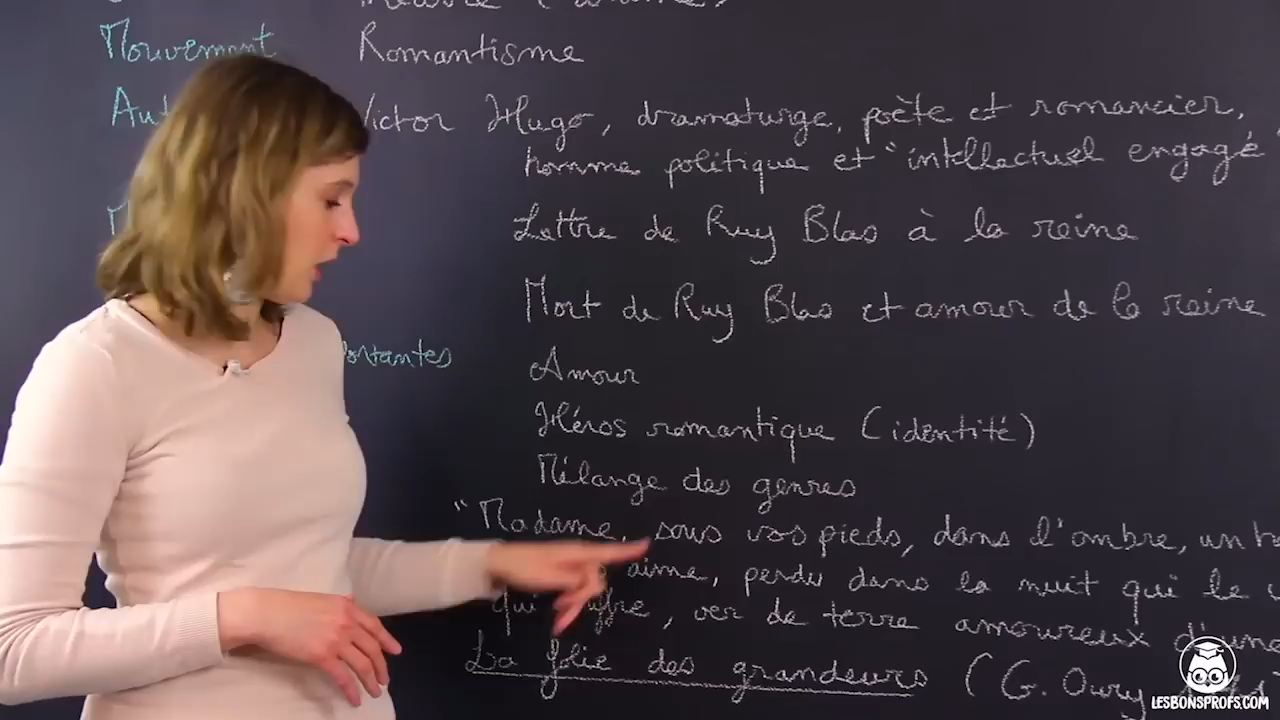 Mouvement Romantisme
Victor Hugo, dramaturge, poète et romancier,
homme politique et "intellectuel engagé
Lettre de Ruy Blas à la reine
Mort de Ruy Blas et amour de la reine
Amour
Héros romantique (identité)
Mélange des genres
"Madame, sous vos pieds, dans l'ombre, un
aime, perdu dans la nuit qui le
qui ver de terre amoureux d'une
La folie des grandeurs (G. Oury
LESBONSPROFS.COM